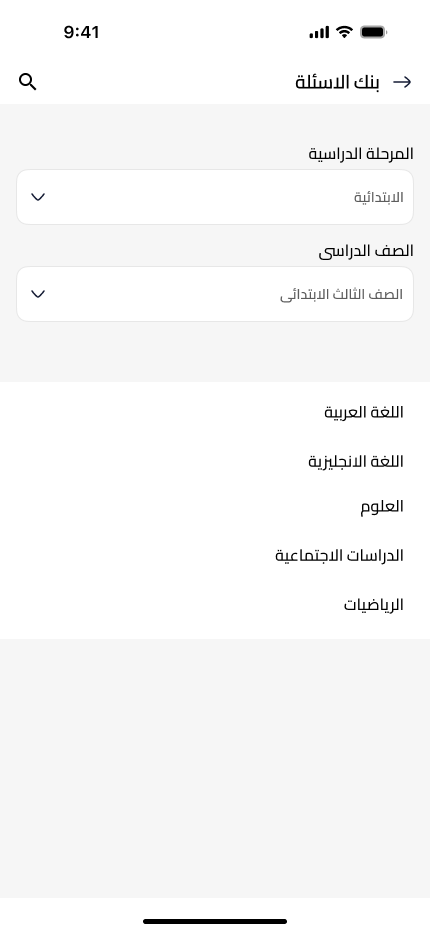 9:41
بنك الاسئلة
المرحلة الدراسية
الابتدائية
الصف الدراسى
الصف الثالث الابتدائى
اللغة العربية
اللغة الانجليزية
العلوم
الدراسات الاجتماعية
الرياضيات